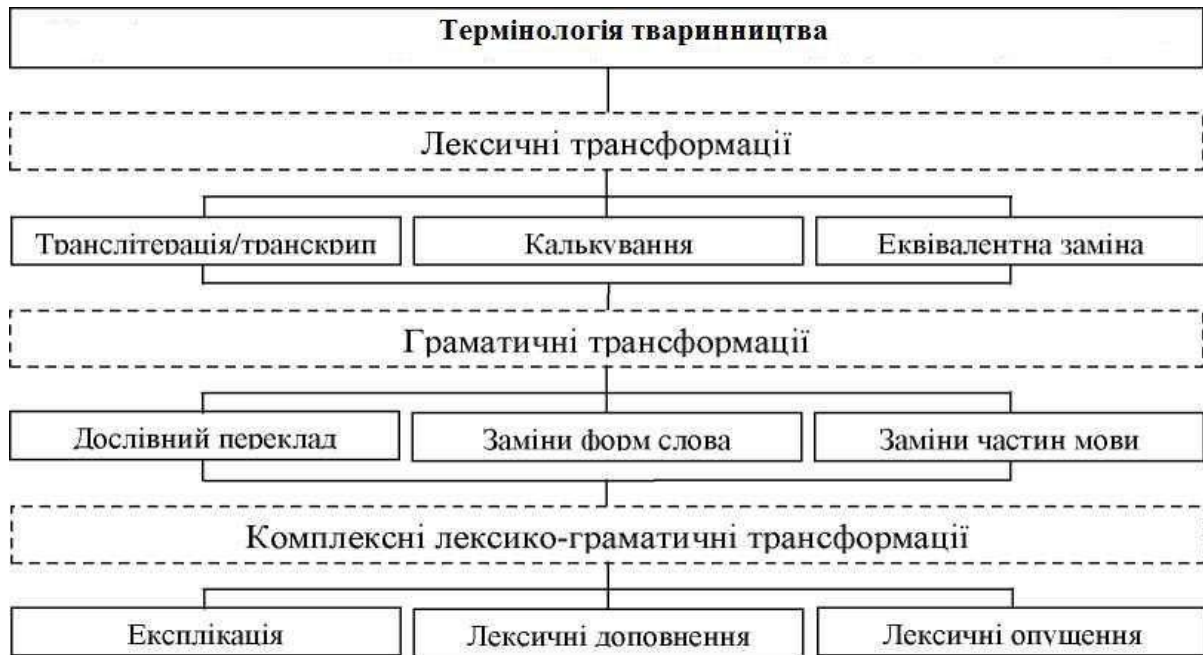 Термінологія тваринництва
Лексичні трансформації
Транслітерація/транскрип
Калькування
Еквівалентна заміна
Граматичні трансформації
Дослівний переклад
Заміни форм слова
Заміни частин мови
Комплексні лексико-граматичні трансформації
Експлікація
Лексичні доповнення
Лексичні опущення